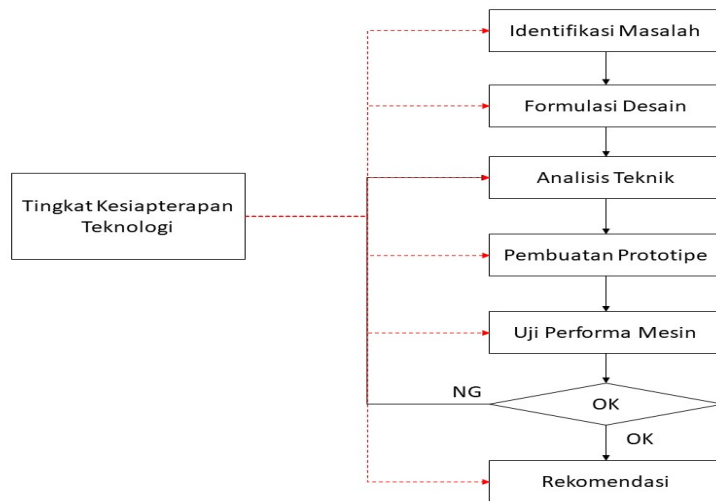 Identifikasi Masalah
Formulasi Desain
Analisis Teknik
Tingkat Kesiapterapan
Teknologi
Pembuatan Prototipe
Uji Performa Mesin
NG
OK
OK
Rekomendasi